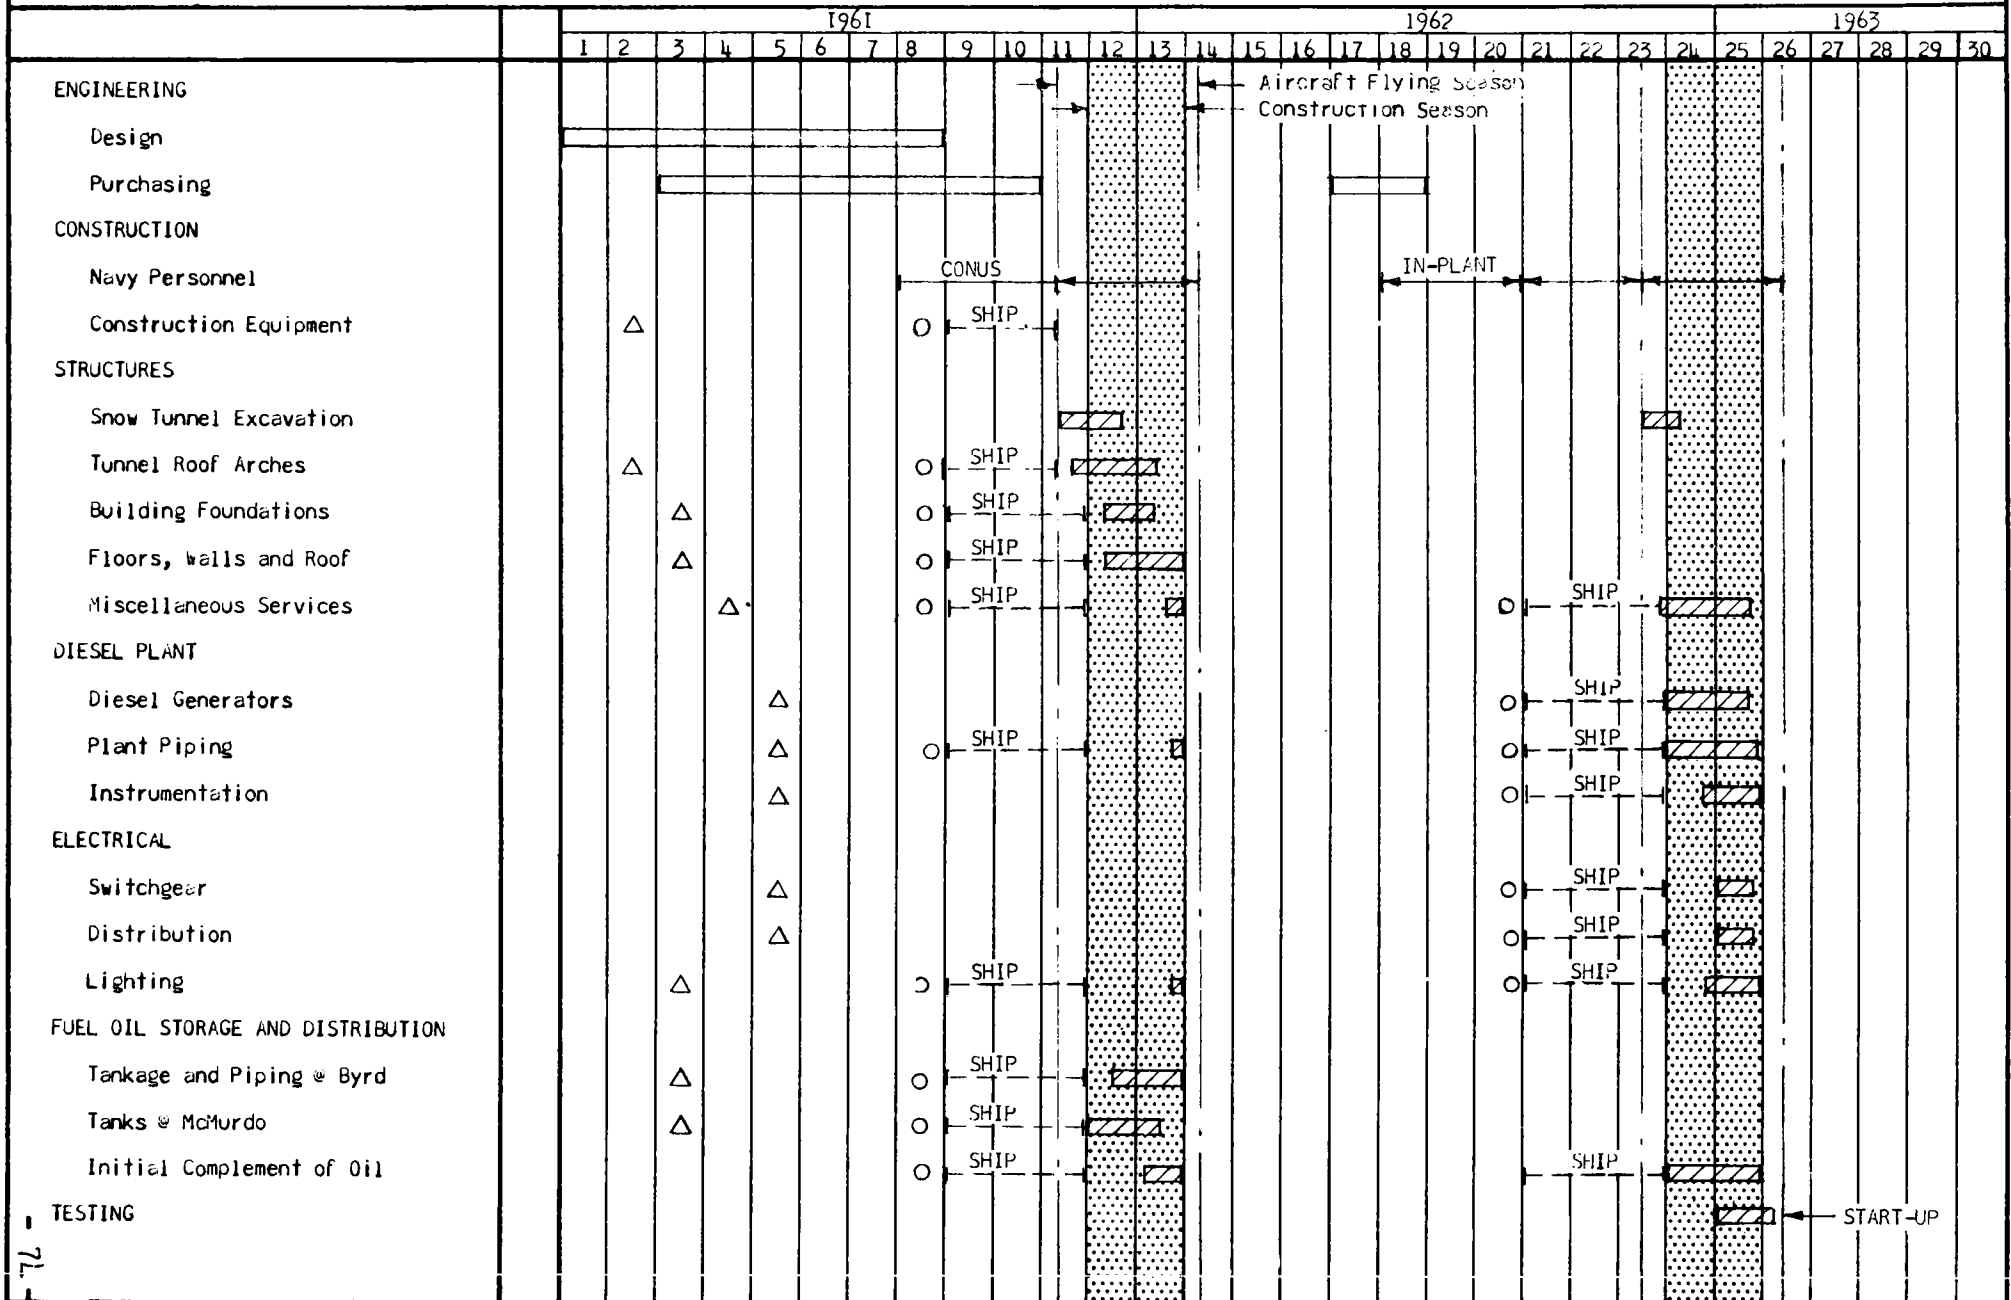 1961 1962 1963
1 2 3 4 5 6 7 8 9 10 11 12 13 14 15 16 17 18 19 20 21 22 23 24 25 26 27 28 29 30
ENGINEERING Aircraft Flying Season
Construction Season
Design
Purchasing
CONSTRUCTION
Navy Personnel CONUS IN-PLANT
Construction Equipment SHIP
STRUCTURES
Snow Tunnel Excavation
Tunnel Roof Arches SHIP
Building Foundations SHIP
Floors, Walls and Roof SHIP
Miscellaneous Services SHIP SHIP
DIESEL PLANT
Diesel Generators SHIP
Plant Piping SHIP SHIP
Instrumentation SHIP
ELECTRICAL
Switchgear SHIP
Distribution SHIP
Lighting SHIP SHIP
FUEL OIL STORAGE AND DISTRIBUTION
Tankage and Piping @ Byrd SHIP
Tanks @ McMurdo SHIP
Initial Complement of Oil SHIP SHIP
TESTING START-UP